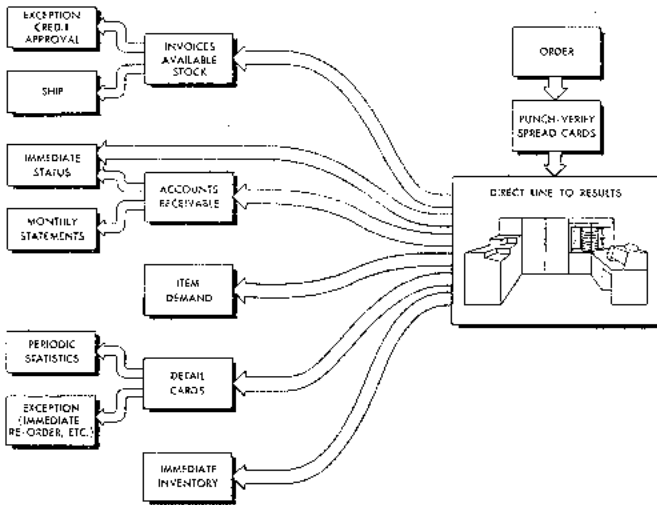 EXCEPTION
CREDIT
APPROVAL
SHIP
INVOICES
AVAILABLE
STOCK
ORDER
PUNCH-VERIFY
SPREAD CARDS
DIRECT LINE TO RESULTS
IMMEDIATE
STATUS
MONTHLY
STATEMENTS
ACCOUNTS
RECEIVABLE
ITEM
DEMAND
PERIODIC
STATISTICS
EXCEPTION
(IMMEDIATE
RE-ORDER, ETC.)
DETAIL
CARDS
IMMEDIATE
INVENTORY